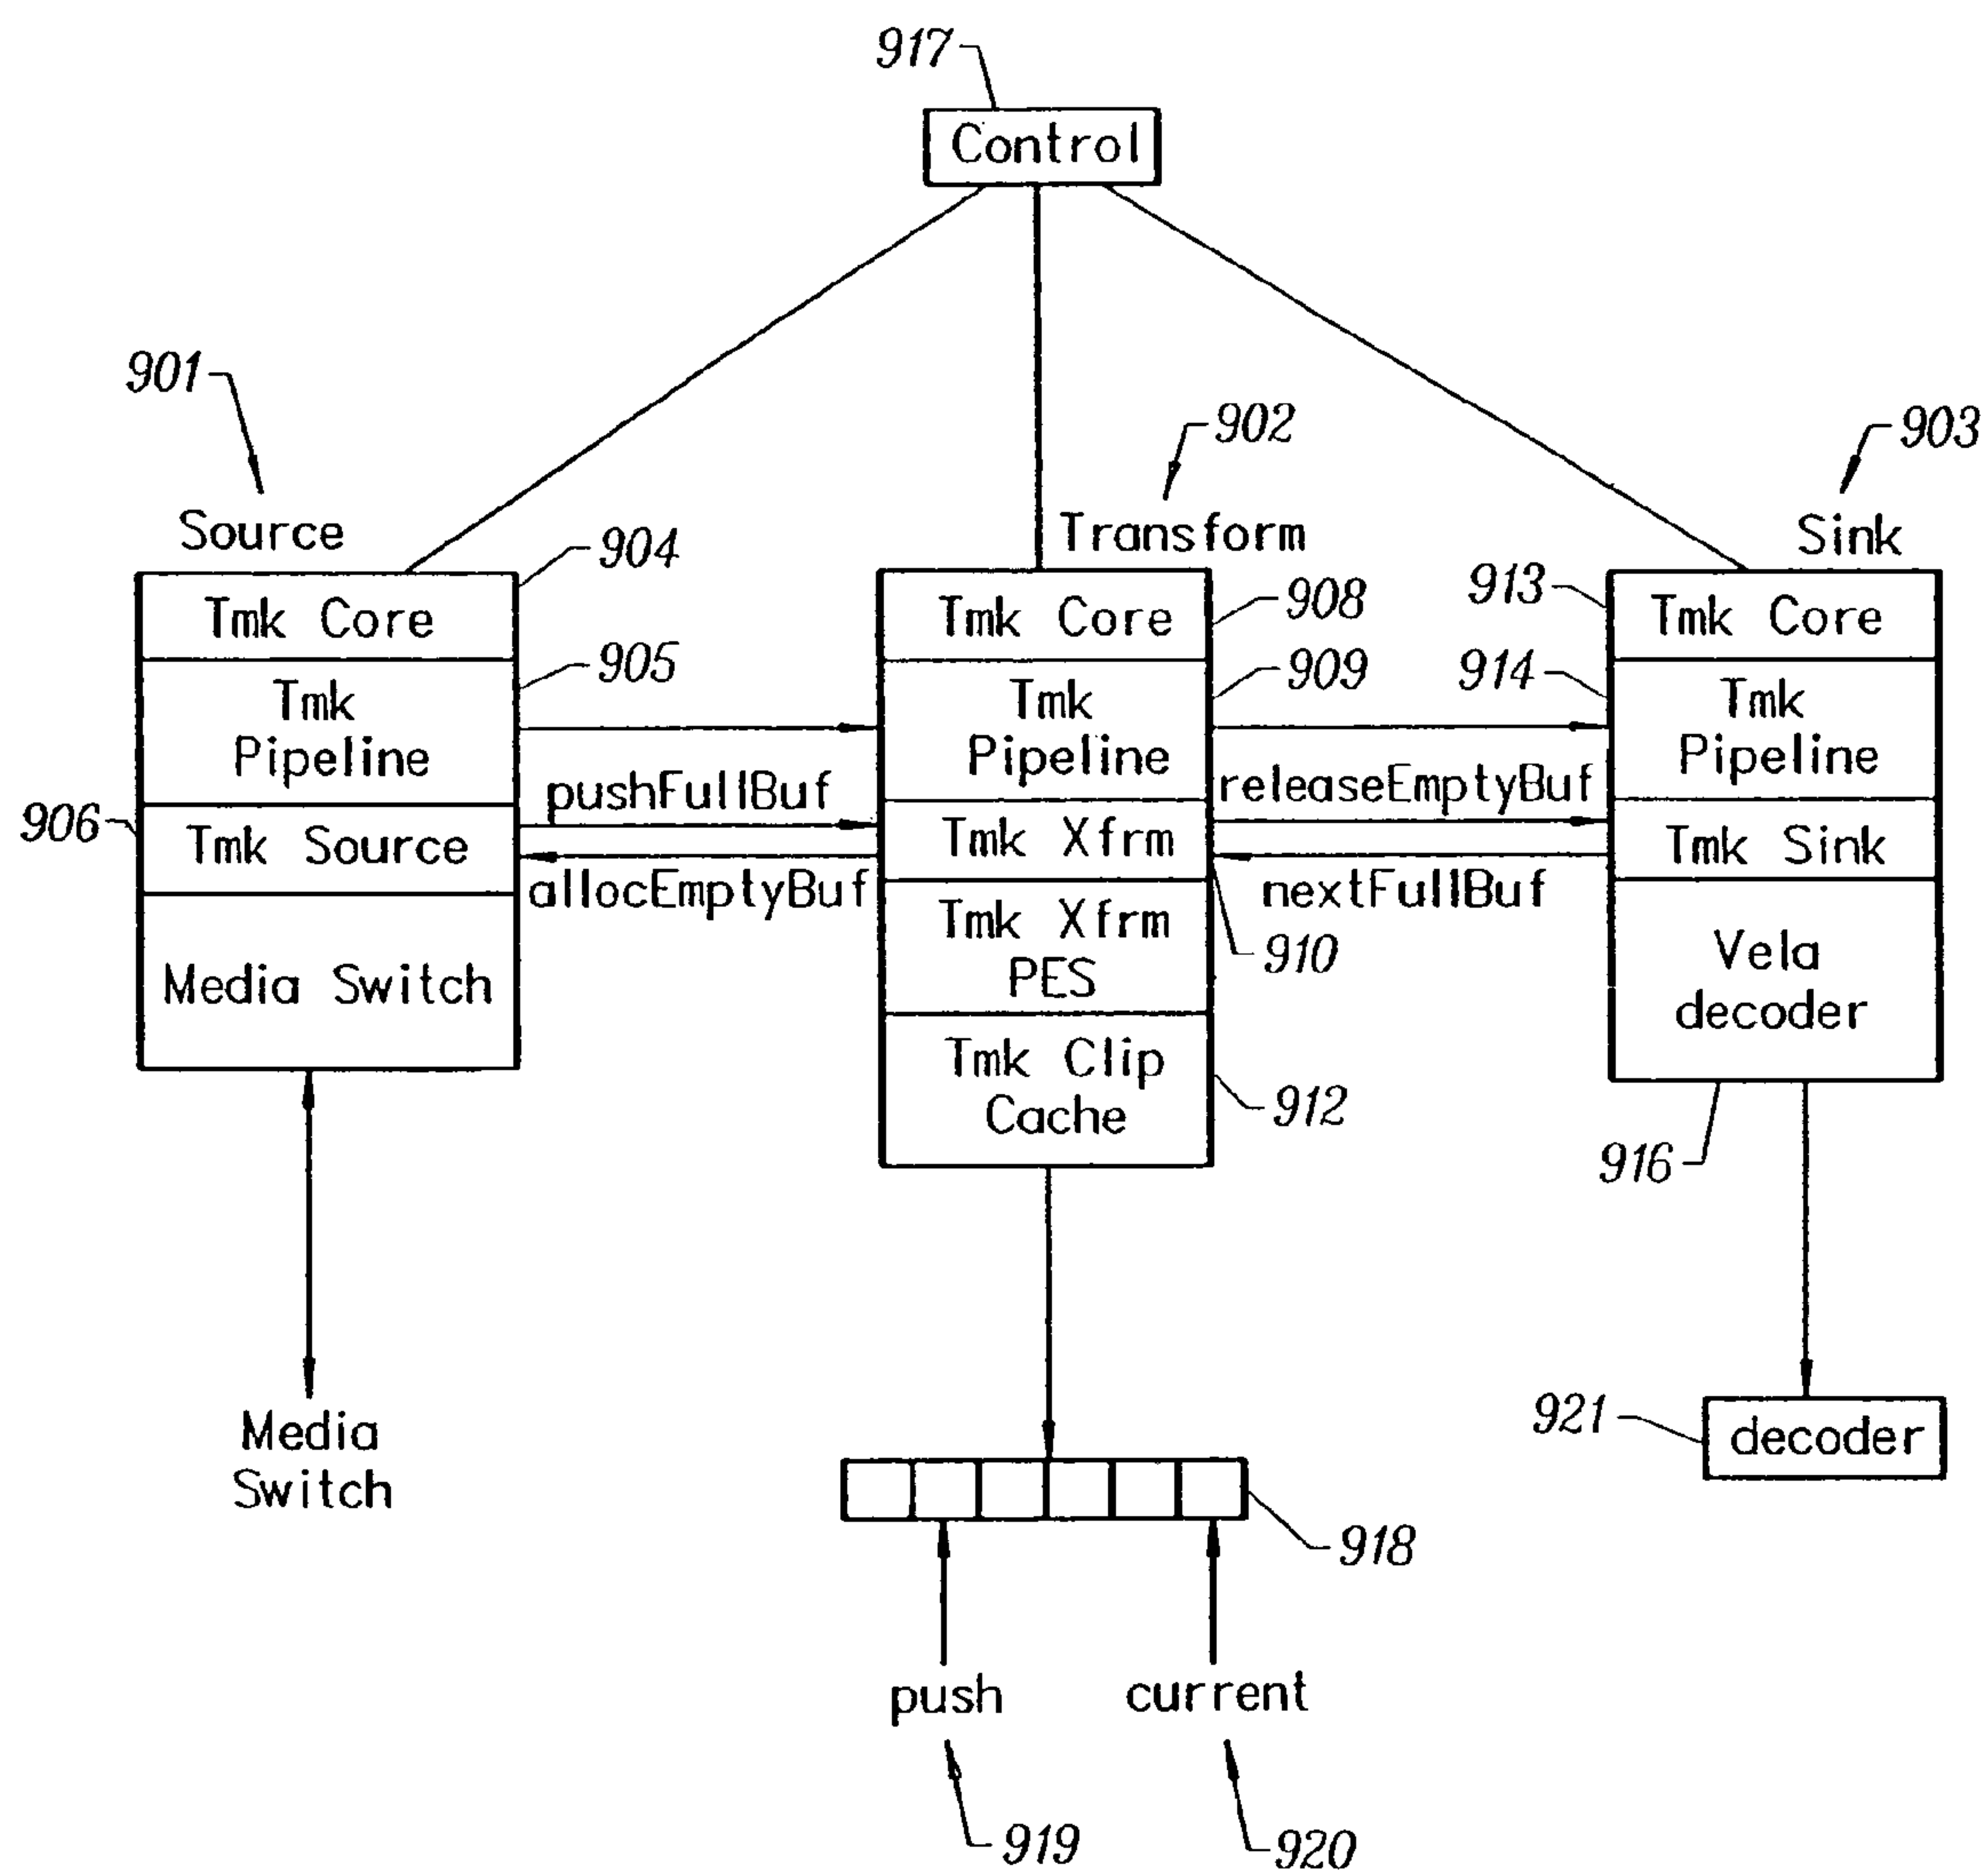 917
Control
901
902
903
Source
Transform
Sink
904
908
913
Tmk Core
Tmk Core
Tmk Core
905
909
914
Tmk
Pipeline
Tmk
Pipeline
Tmk
Pipeline
pushFullBuf
releaseEmptyBuf
906
Tmk Source
Tmk Xfrm
Tmk Sink
allocEmptyBuf
nextFullBuf
910
Media Switch
Tmk Xfrm
PES
Vela
decoder
Tmk Clip
Cache
912
916
Media
Switch
921
decoder
918
push
current
919
920